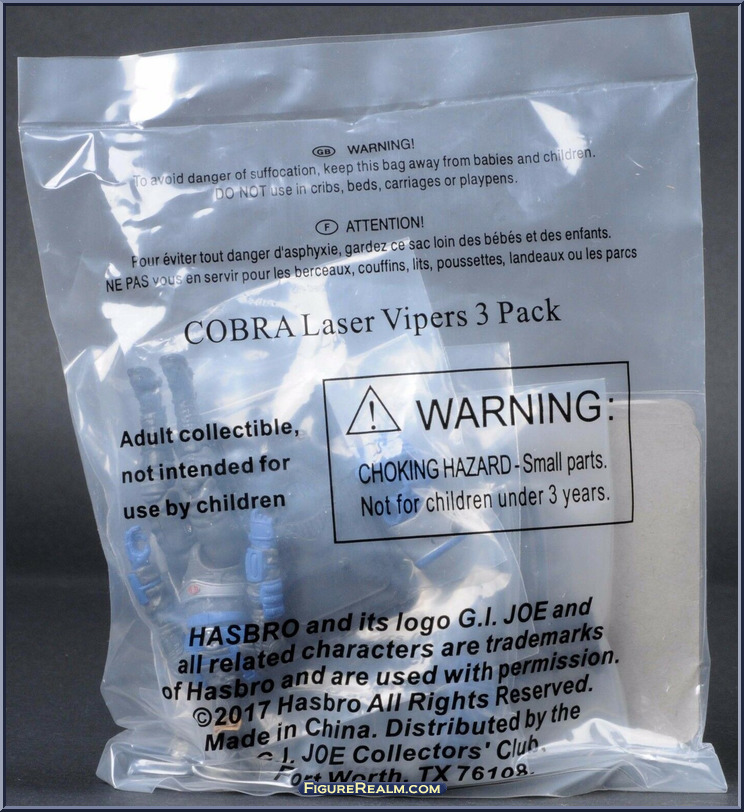 GB WARNING!
To avoid danger of suffocation, keep this bag away from babies and children.
DO NOT use in cribs, beds, carriages or playpens.
F ATTENTION!
Pour éviter tout danger d'asphyxie, gardez ce sac loin des bébés et des enfants.
NE PAS vous en servir pour les berceaux, couffins, lits, poussettes, landeaux ou les parcs
COBRA Laser Vipers 3 Pack
Adult collectible,
not intended for
use by children
! WARNING:
CHOKING HAZARD - Small parts.
Not for children under 3 years.
HASBRO and its logo G.I. JOE and
all related characters are trademarks
of Hasbro and are used with permission.
©2017 Hasbro All Rights Reserved.
Made in China. Distributed by the
G.I. JOE Collectors' Club,
Fort Worth, TX 76108.
FIGUREREALM.COM